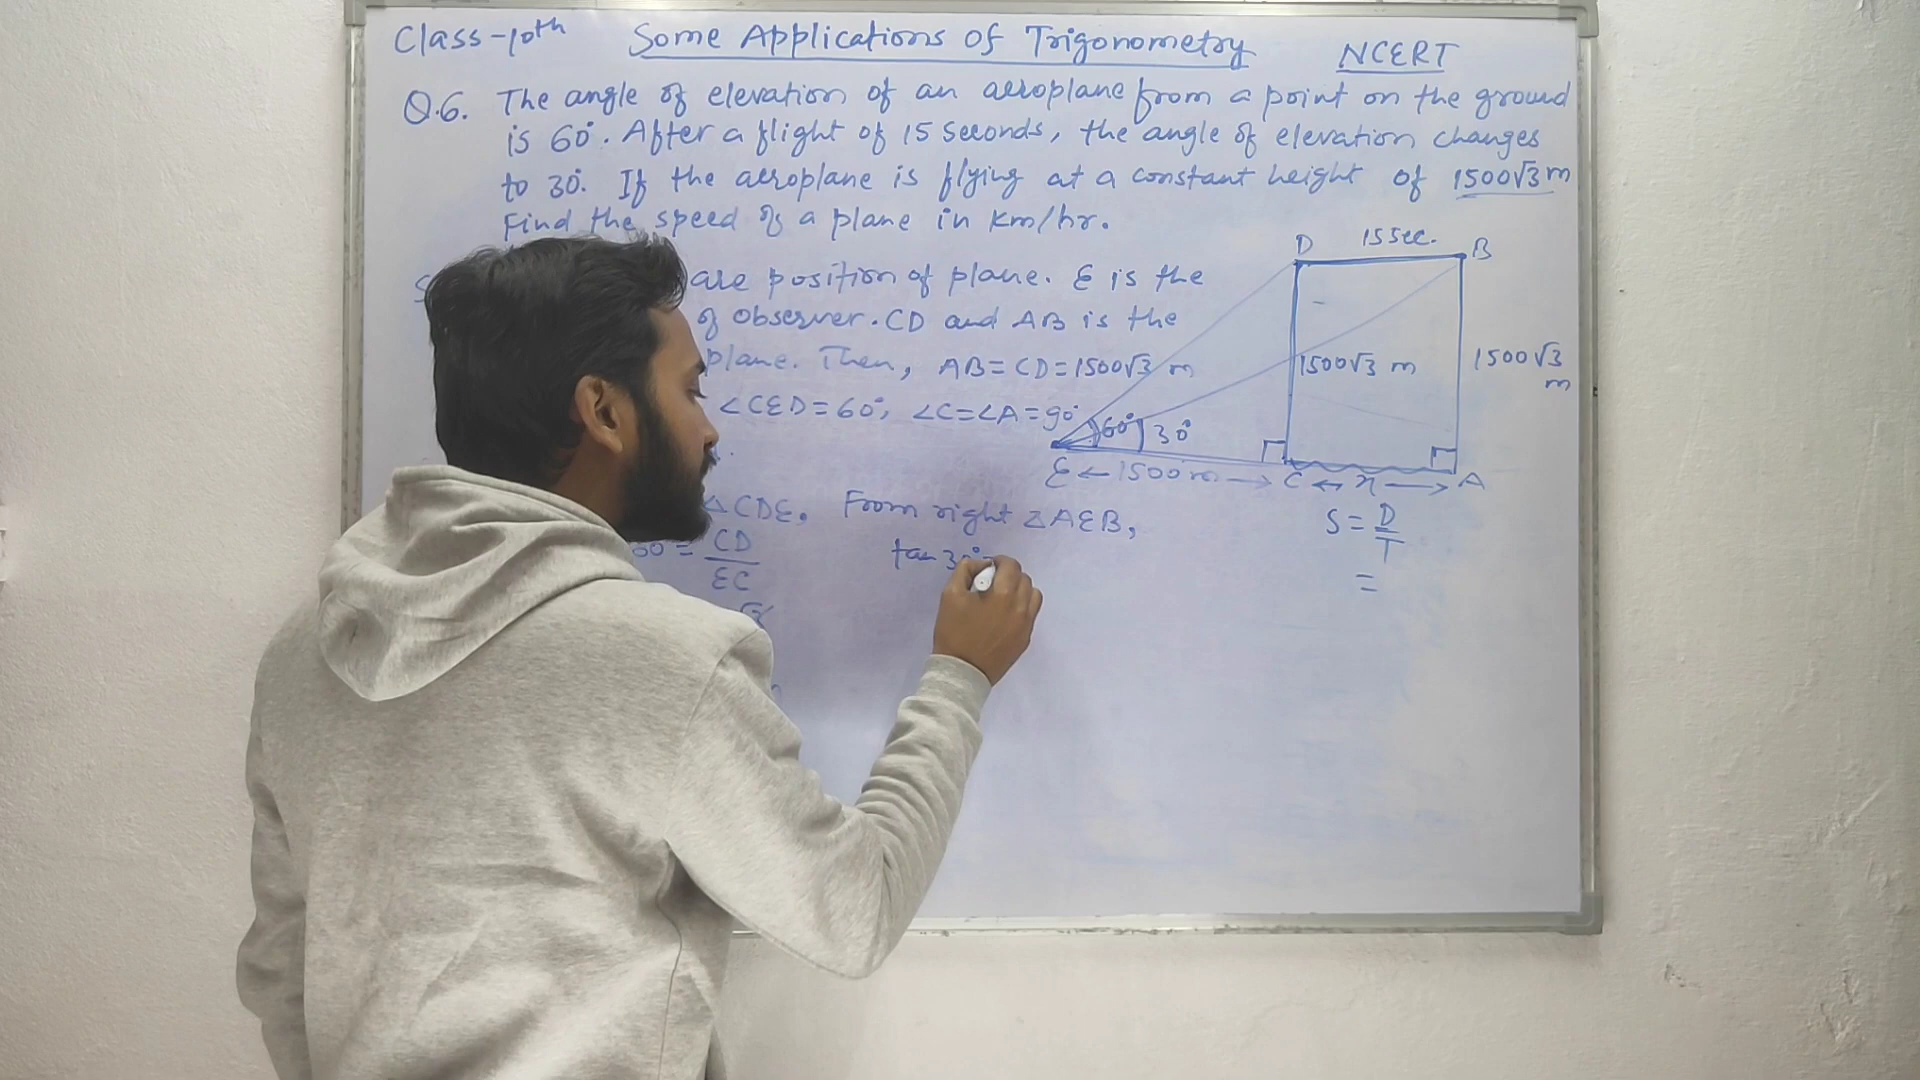 Class-10th Some Applications of Trigonometry NCERT
Q.6. The angle of elevation of an aeroplane from a point on the ground
is 60°. After a flight of 15 seconds, the angle of elevation changes
to 30°. If the aeroplane is flying at a constant height of 1500√3 m
Find the speed of a plane in km/hr.
are position of plane. E is the
of observer. CD and AB is the
plane. Then, AB = CD = 1500√3 m
∠CED = 60°, ∠C = ∠A = 90°
△CDE, From right △AEB,
60 = CD
EC
tan 30°
D 15 Sec. B
1500√3 m 1500√3
m
60° 30°
E ← 1500 m → C ← x → A
S = D
T
=